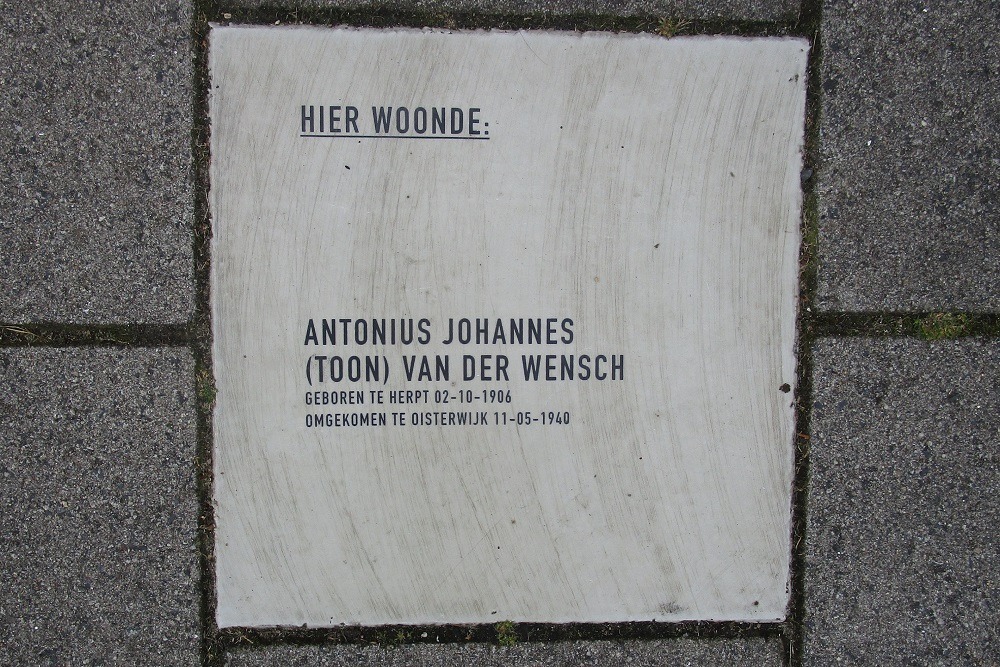 HIER WOONDE:
ANTONIUS JOHANNES
(TOON) VAN DER WENSCH
GEBOREN TE HERPT 02-10-1906
OMGEKOMEN TE OISTERWIJK 11-05-1940